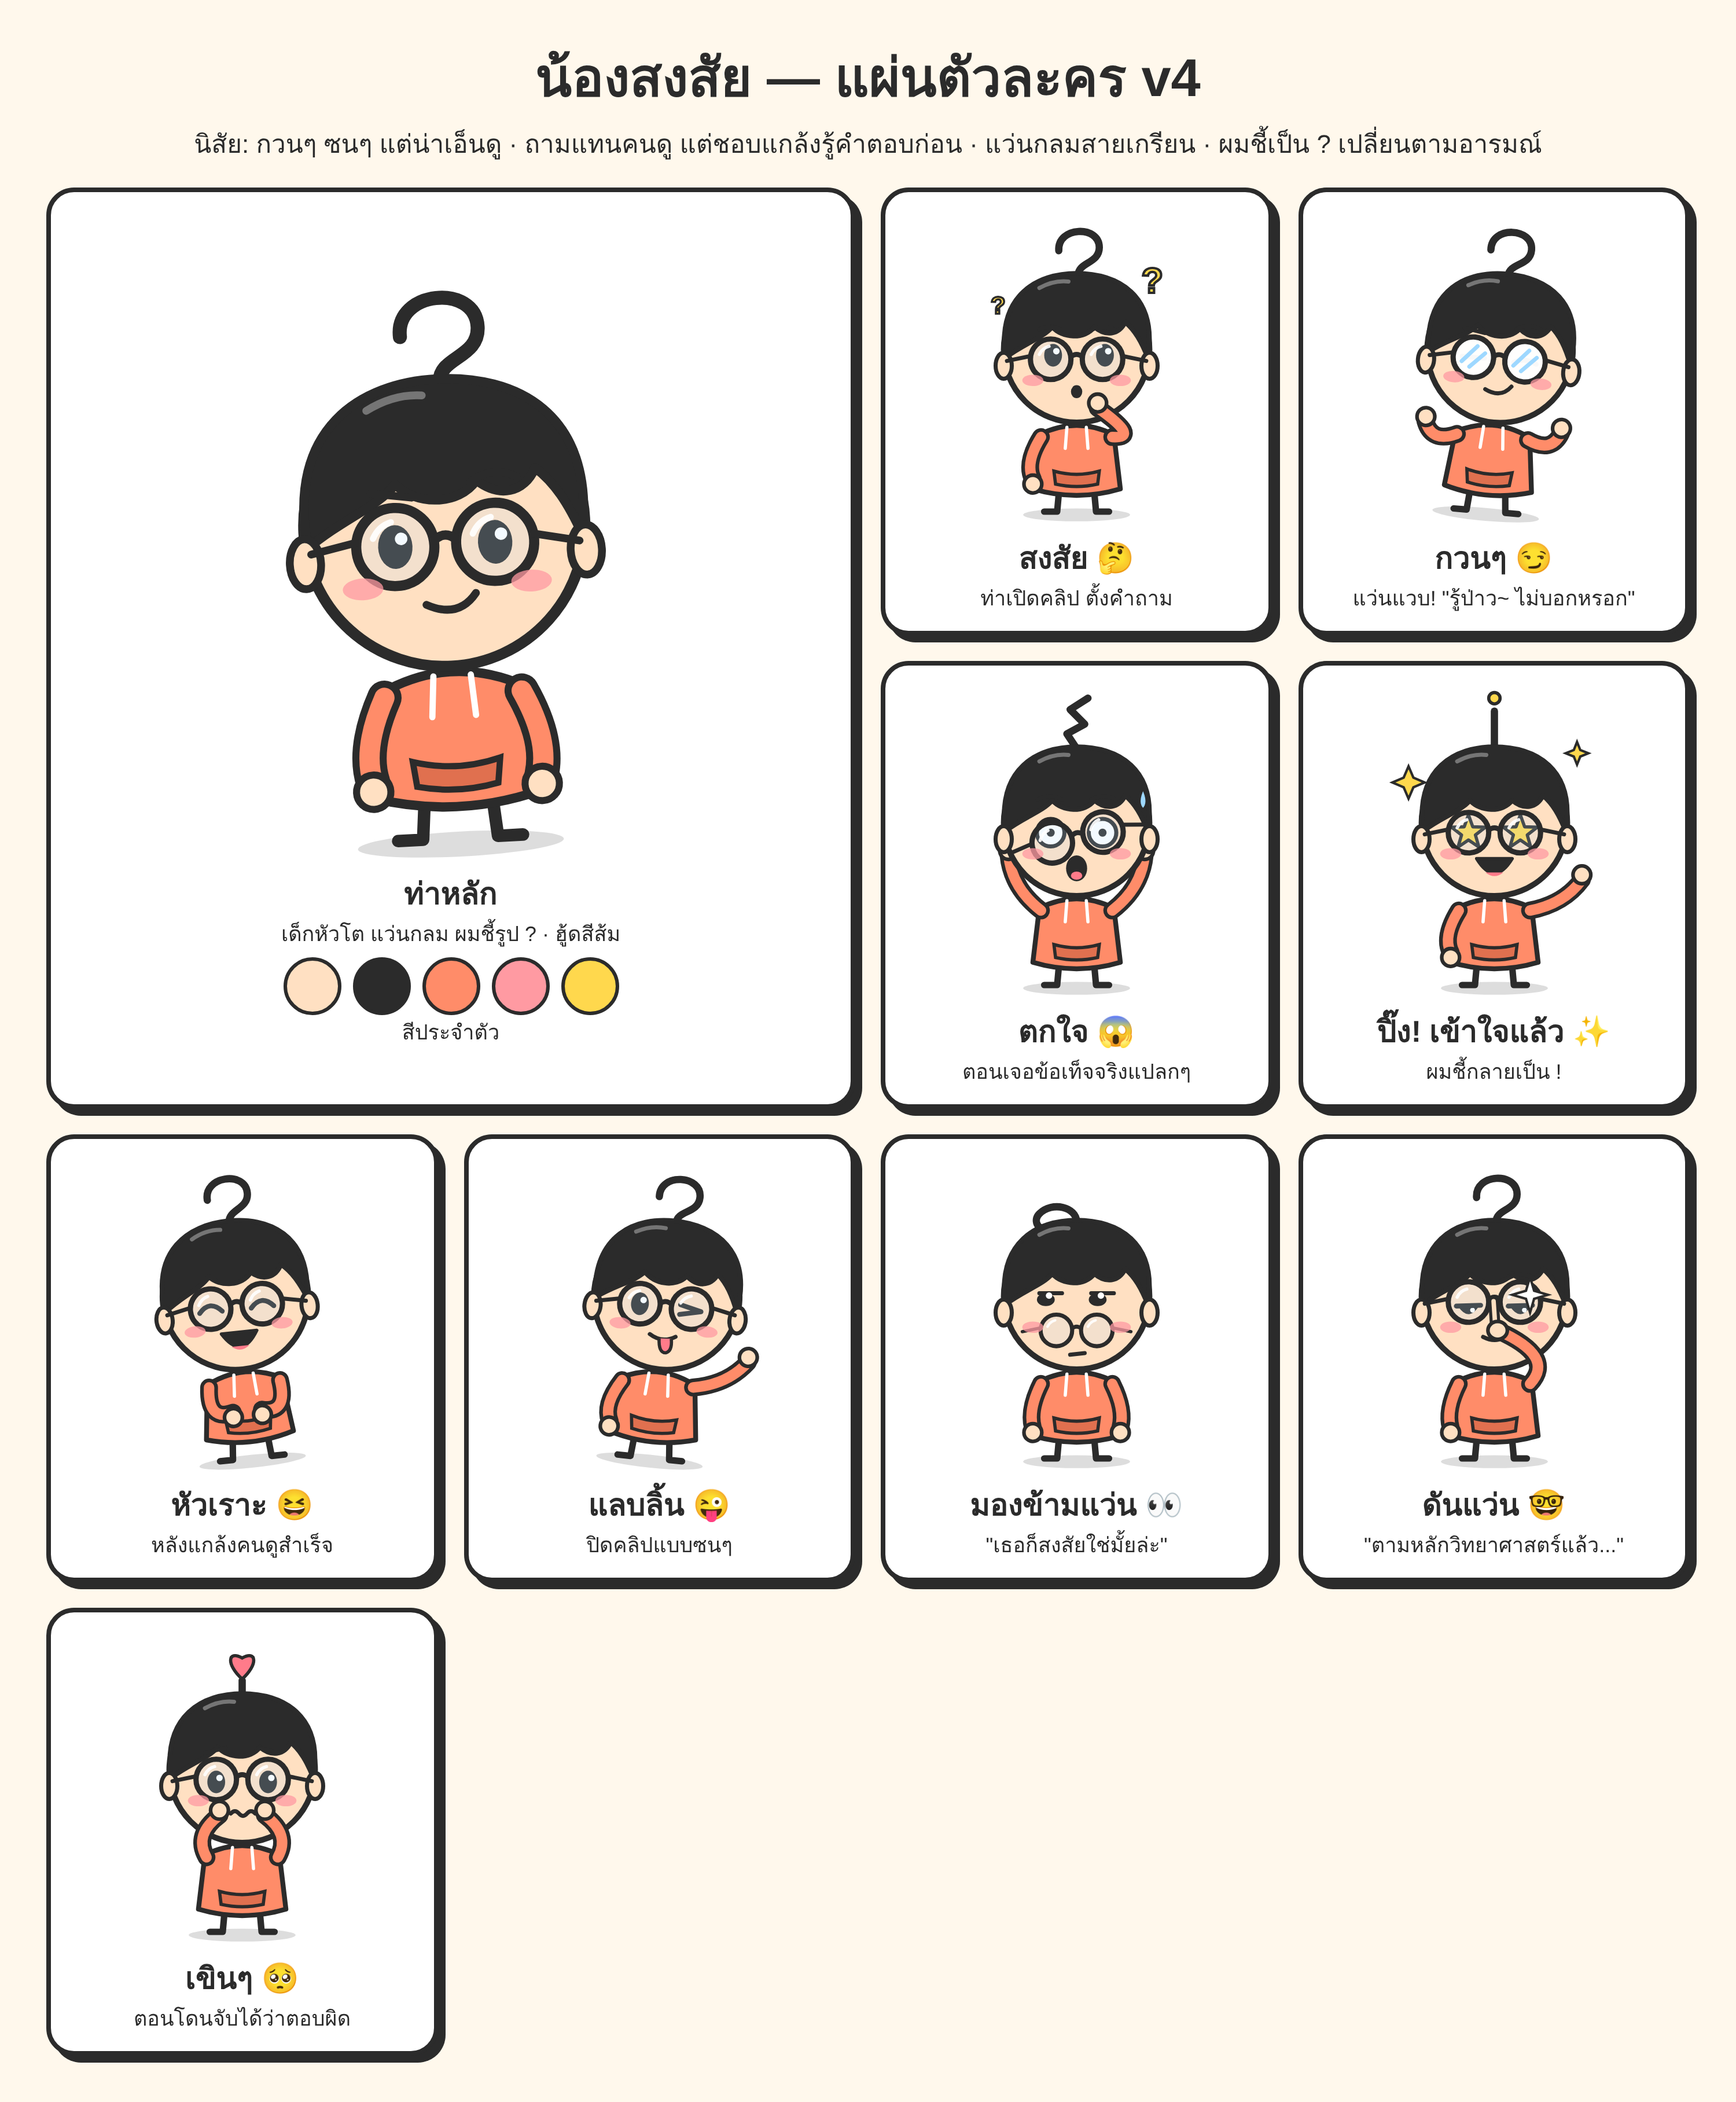 น้องสงสัย — แผ่นตัวละคร v4
นิสัย: กวนๆ ซนๆ แต่น่าเอ็นดู · ถามแทนคนดู แต่ชอบแกล้งรู้คำตอบก่อน · แว่นกลมสายเกรียน · ผมชี้เป็น ? เปลี่ยนตามอารมณ์
ท่าหลัก
เด็กหัวโต แว่นกลม ผมชี้รูป ? · ฮู้ดสีส้ม
สีประจำตัว
? ?
สงสัย 🤔
ท่าเปิดคลิป ตั้งคำถาม
กวนๆ 😏
แว่นแวบ! "รู้ป่าว~ ไม่บอกหรอก"
ตกใจ 😱
ตอนเจอข้อเท็จจริงแปลกๆ
ปิ๊ง! เข้าใจแล้ว ✨
ผมชี้กลายเป็น !
หัวเราะ 😆
หลังแกล้งคนดูสำเร็จ
แลบลิ้น 😜
ปิดคลิปแบบซนๆ
มองข้ามแว่น 👀
"เธอก็สงสัยใช่มั้ยล่ะ"
ดันแว่น 🤓
"ตามหลักวิทยาศาสตร์แล้ว..."
เขินๆ 🥺
ตอนโดนจับได้ว่าตอบผิด